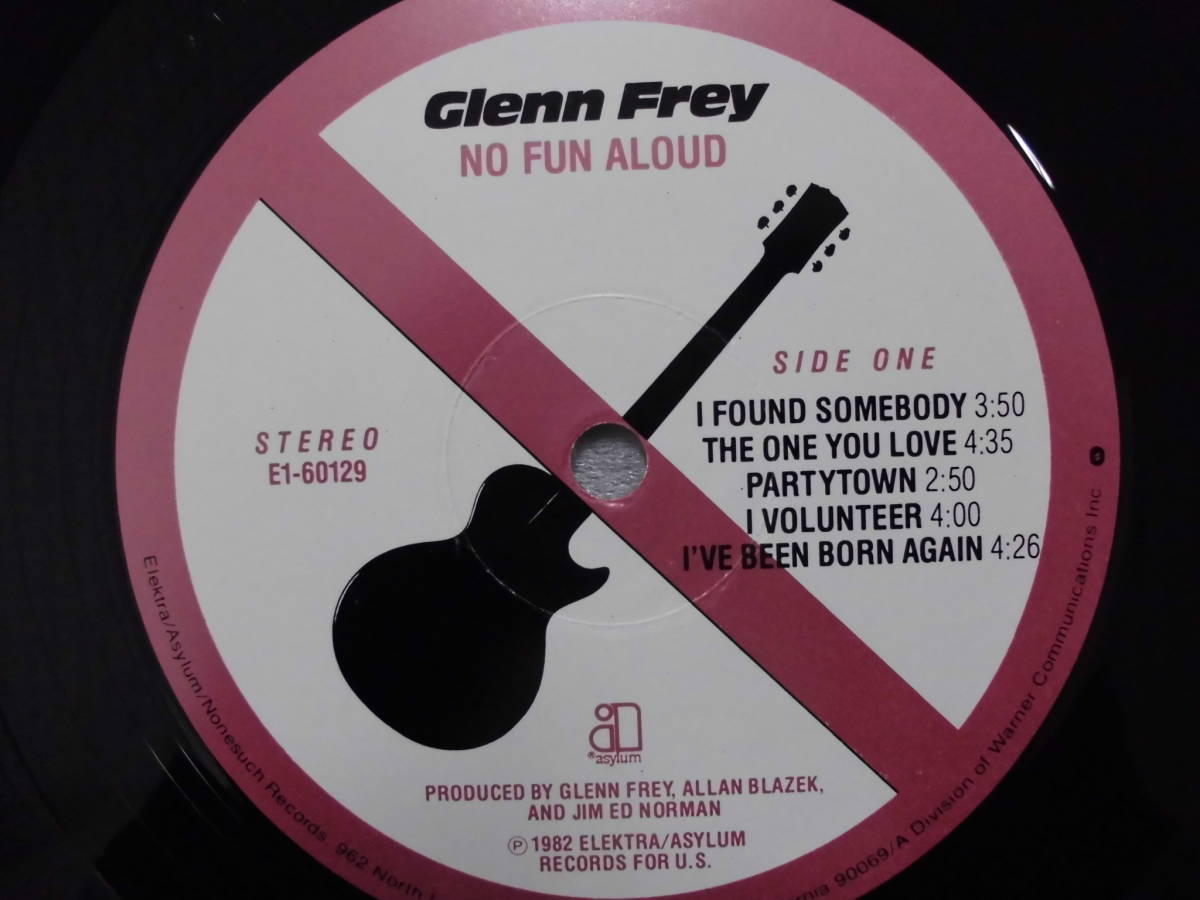 Glenn Frey
NO FUN ALOUD
SIDE ONE
I FOUND SOMEBODY 3:50
THE ONE YOU LOVE 4:35
PARTYTOWN 2:50
I VOLUNTEER 4:00
I'VE BEEN BORN AGAIN 4:26
STEREO
E1-60129
®asylum
PRODUCED BY GLENN FREY, ALLAN BLAZEK,
AND JIM ED NORMAN
℗ 1982 ELEKTRA/ASYLUM
RECORDS FOR U.S.
Elektra/Asylum/Nonesuch Records. 962 North
90069/A Division of Warner Communications Inc.